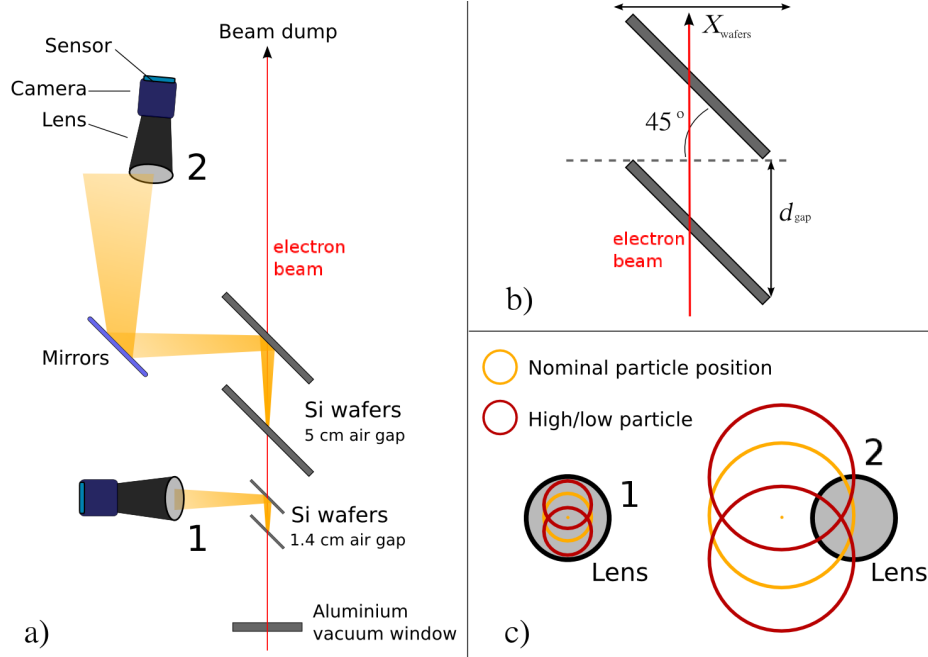 Beam dump
Sensor
Camera
Lens
2
electron
beam
Mirrors
Si wafers
5 cm air gap
1
Si wafers
1.4 cm air gap
Aluminium
vacuum window
a)
X wafers
45°
d gap
electron
beam
b)
Nominal particle position
High/low particle
2
1
Lens
Lens
c)